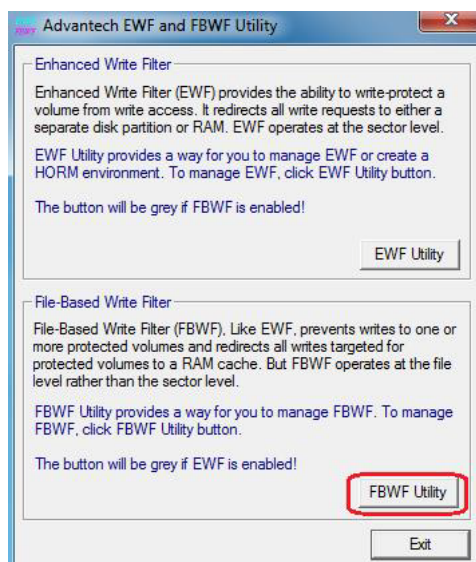 Advantech EWF and FBWF Utility
Enhanced Write Filter
Enhanced Write Filter (EWF) provides the ability to write-protect a
volume from write access. It redirects all write requests to either a
separate disk partition or RAM. EWF operates at the sector level.
EWF Utility provides a way for you to manage EWF or create a
HORM environment. To manage EWF, click EWF Utility button.
The button will be grey if FBWF is enabled!
EWF Utility
File-Based Write Filter
File-Based Write Filter (FBWF), Like EWF, prevents writes to one or
more protected volumes and redirects all writes targeted for
protected volumes to a RAM cache. But FBWF operates at the file
level rather than the sector level.
FBWF Utility provides a way for you to manage FBWF. To manage
FBWF, click FBWF Utility button.
The button will be grey if EWF is enabled!
FBWF Utility
Exit